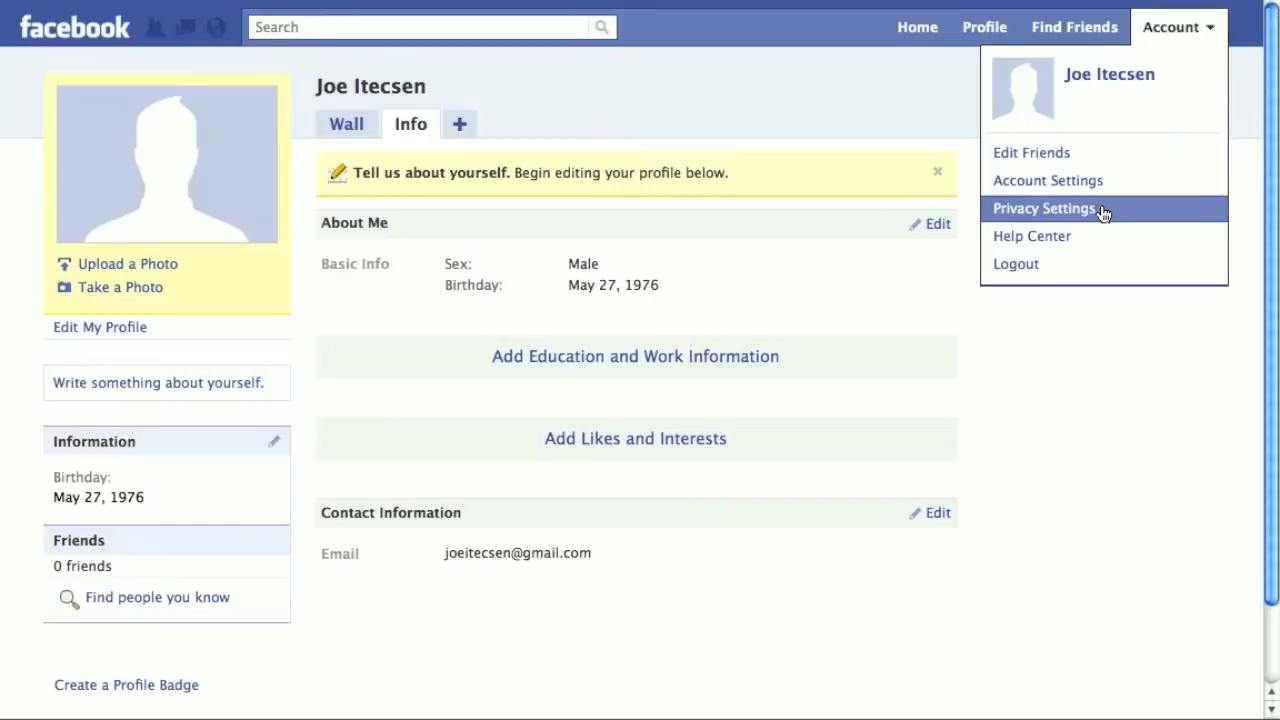 facebook
Search
Home Profile Find Friends Account
Joe Itecsen
Edit Friends
Account Settings
Privacy Settings
Help Center
Logout
Joe Itecsen
Wall Info +
Tell us about yourself. Begin editing your profile below. ×
Upload a Photo
Take a Photo
Edit My Profile
Write something about yourself.
Information
Birthday:
May 27, 1976
Friends
0 friends
Find people you know
Create a Profile Badge
About Me Edit
Basic Info Sex: Male
Birthday: May 27, 1976
Add Education and Work Information
Add Likes and Interests
Contact Information Edit
Email joeitecsen@gmail.com